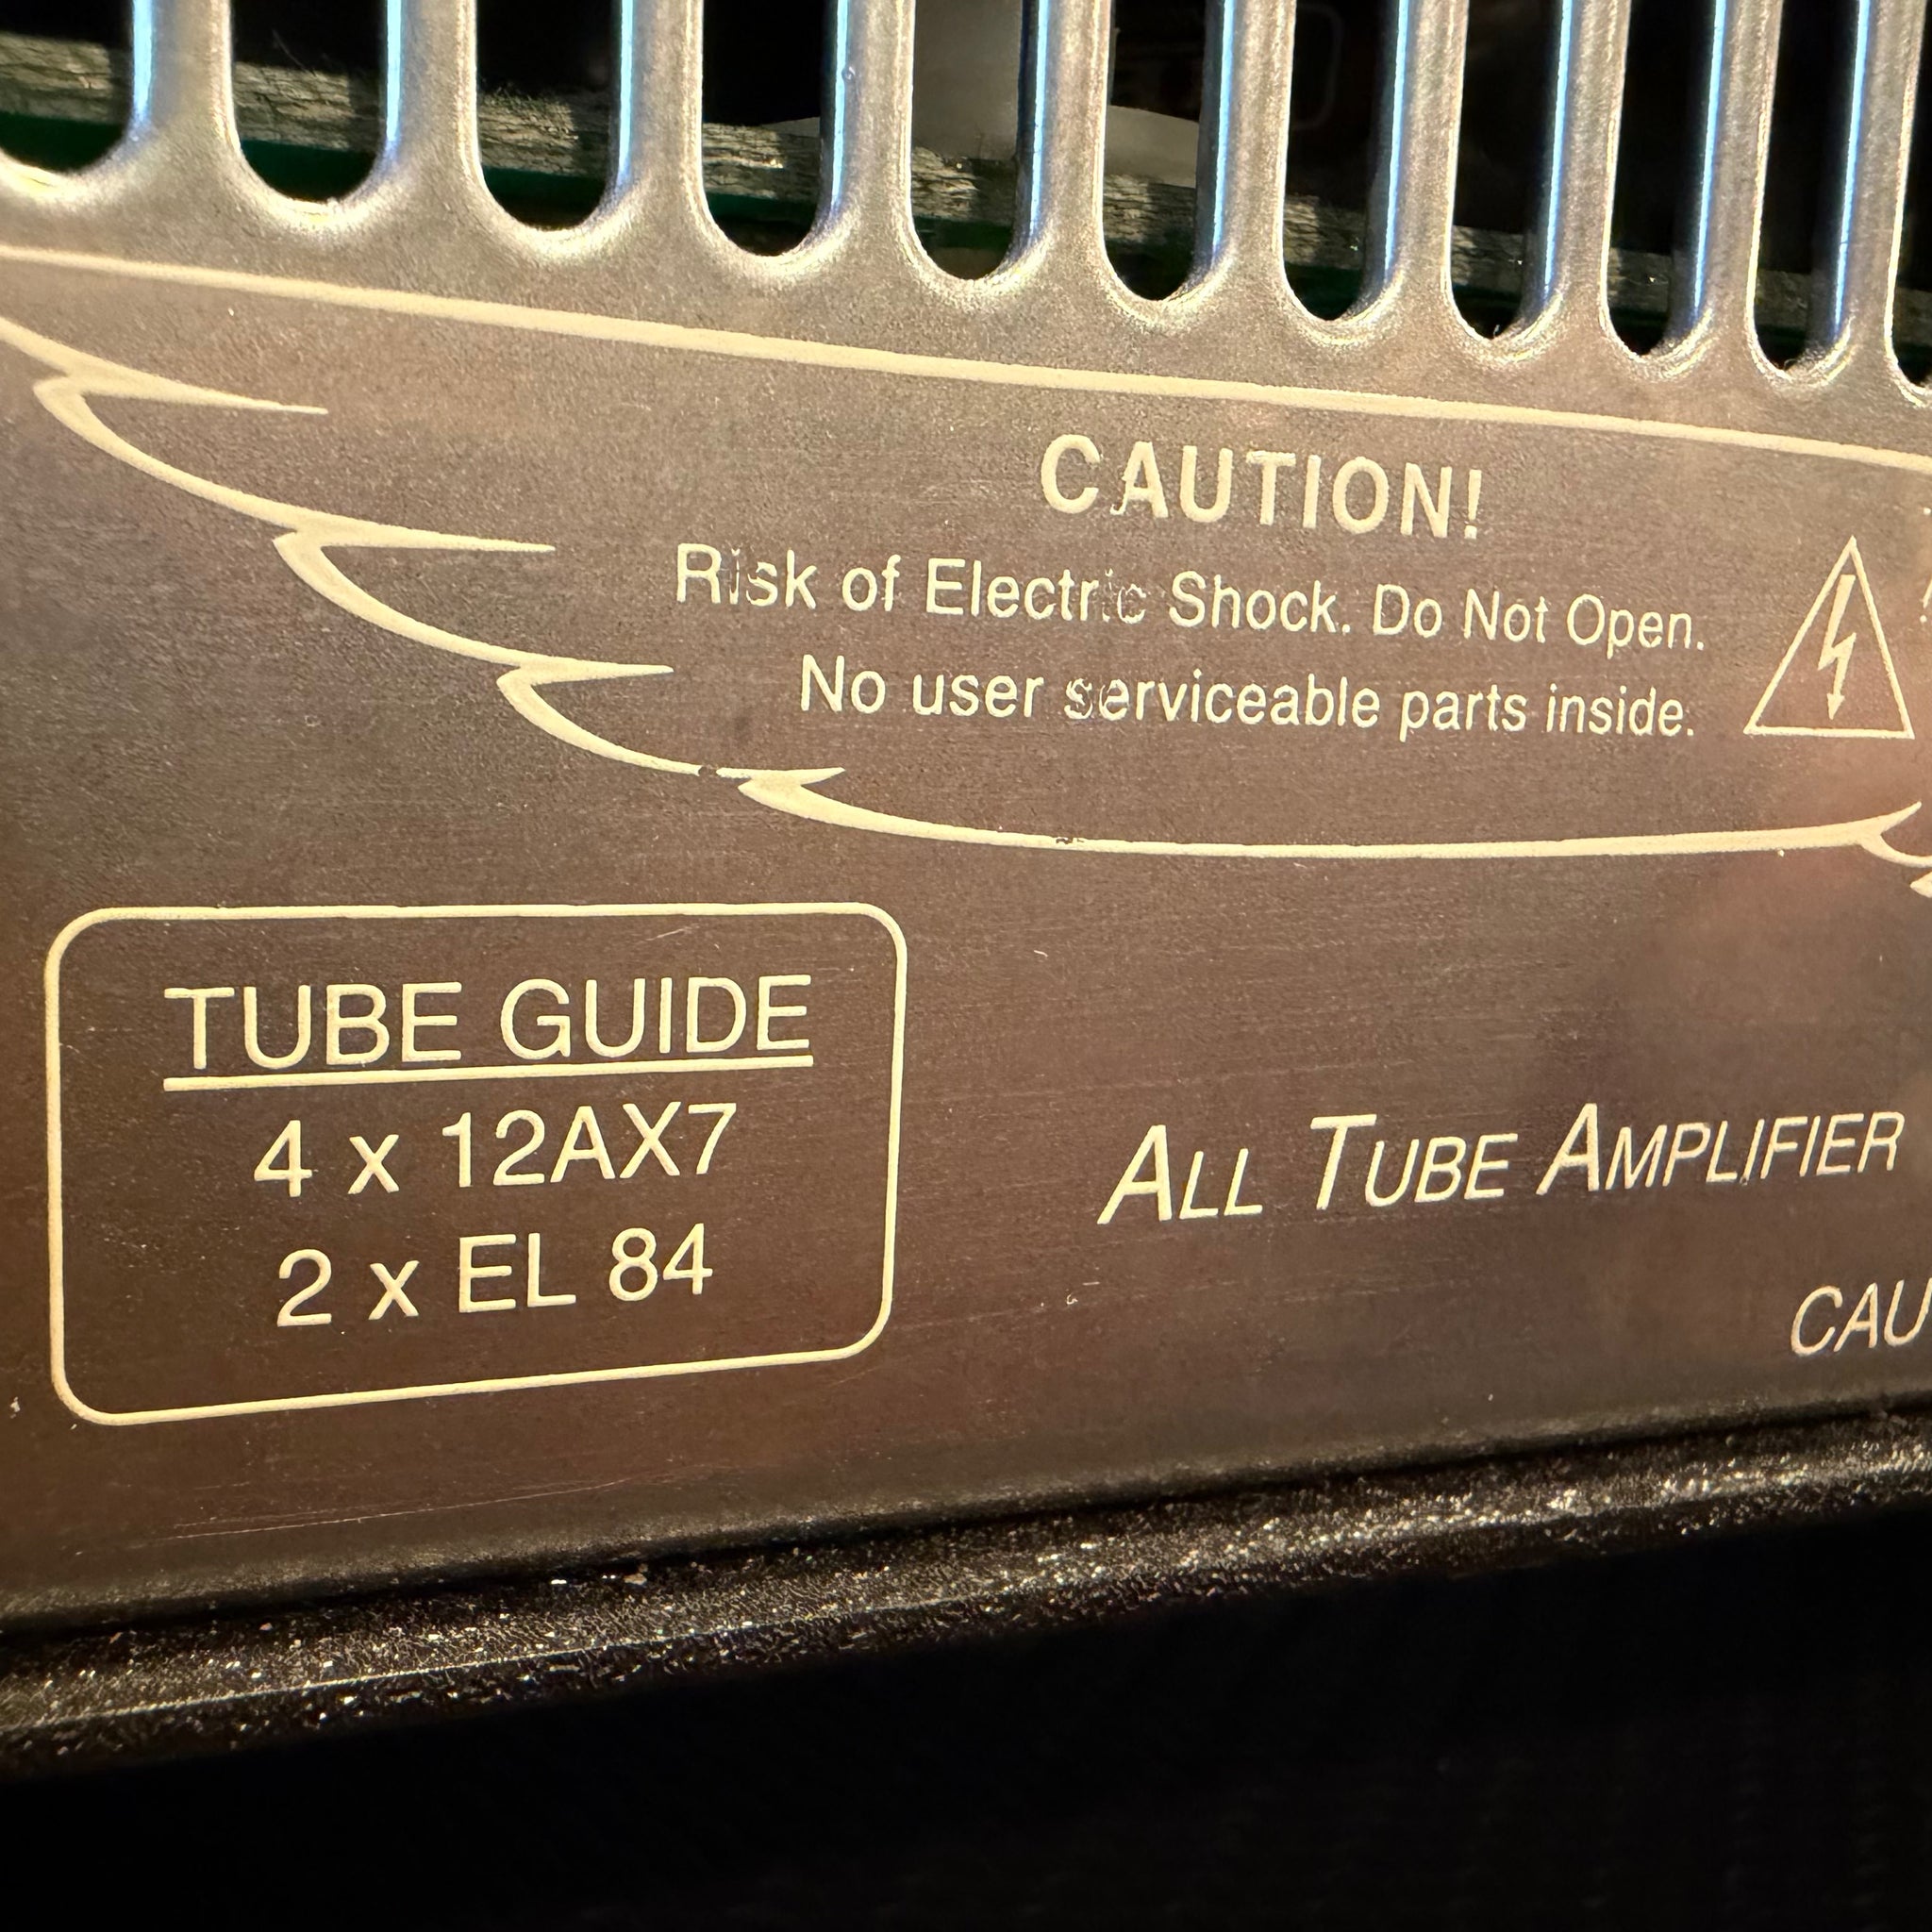 CAUTION!
Risk of Electric Shock. Do Not Open.
No user serviceable parts inside.
TUBE GUIDE
4 x 12AX7
2 x EL 84
ALL TUBE AMPLIFIER
CAU